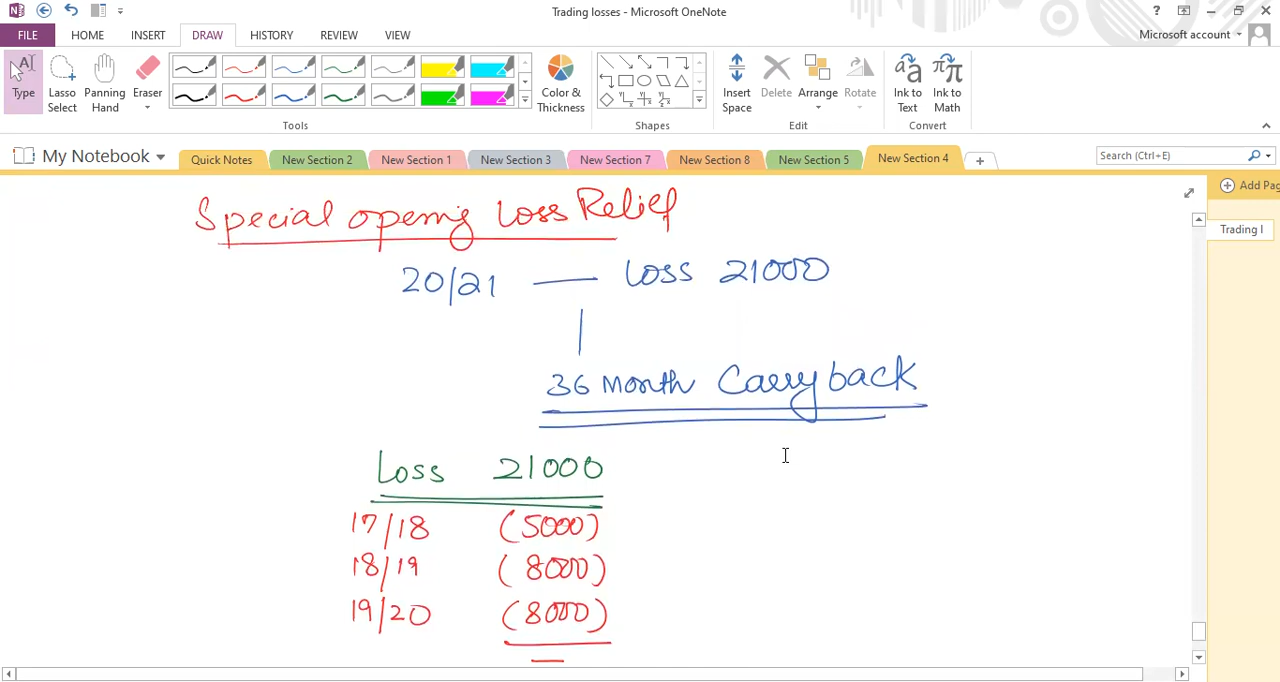 Trading losses - Microsoft OneNote
?
Microsoft account
FILE HOME INSERT DRAW HISTORY REVIEW VIEW
Type Lasso Select Panning Hand Eraser Color & Thickness Insert Space Delete Arrange Rotate Ink to Text Ink to Math
Tools Shapes Edit Convert
My Notebook Quick Notes New Section 2 New Section 1 New Section 3 New Section 7 New Section 8 New Section 5 New Section 4 Search (Ctrl+E)
Add Pag
Trading l
Special opening Loss Relief
20/21 — Loss 21000
36 Month Carry back
Loss 21000
17/18 (5000)
18/19 (8000)
19/20 (8000)